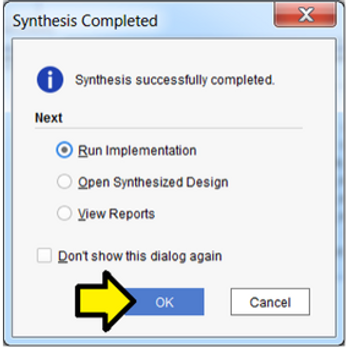 Synthesis Completed
Synthesis successfully completed.
Next
Run Implementation
Open Synthesized Design
View Reports
Don't show this dialog again
OK
Cancel